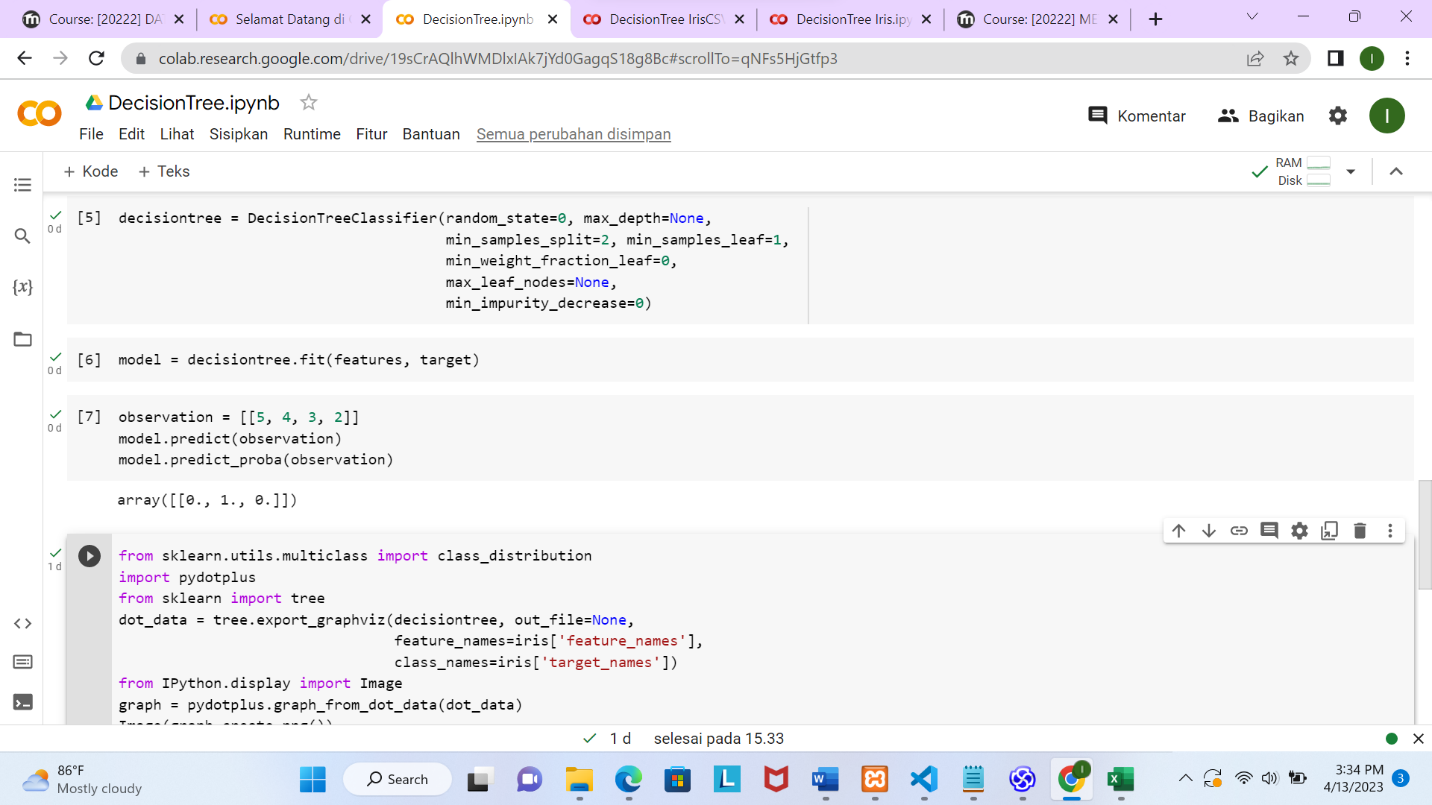 Course: [20222] DA
Selamat Datang di
DecisionTree.ipynb
DecisionTree IrisCSV
DecisionTree Iris.ipy
Course: [20222] ME
colab.research.google.com/drive/19sCrAQlhWMDlxIAk7jYd0GagqS18g8Bc#scrollTo=qNFs5HjGtfp3
I
DecisionTree.ipynb
Komentar
Bagikan
I
File Edit Lihat Sisipkan Runtime Fitur Bantuan Semua perubahan disimpan
+ Kode + Teks
RAM
Disk
[5] decisiontree = DecisionTreeClassifier(random_state=0, max_depth=None,
0 d
min_samples_split=2, min_samples_leaf=1,
min_weight_fraction_leaf=0,
{x}
max_leaf_nodes=None,
min_impurity_decrease=0)
[6] model = decisiontree.fit(features, target)
0 d
[7] observation = [[5, 4, 3, 2]]
0 d
model.predict(observation)
model.predict_proba(observation)
array([[0., 1., 0.]])
from sklearn.utils.multiclass import class_distribution
1 d
import pydotplus
from sklearn import tree
dot_data = tree.export_graphviz(decisiontree, out_file=None,
feature_names=iris['feature_names'],
class_names=iris['target_names'])
from IPython.display import Image
graph = pydotplus.graph_from_dot_data(dot_data)
Image(graph.create_png())
1 d selesai pada 15.33
86°F
Mostly cloudy
Search
3:34 PM
4/13/2023
3